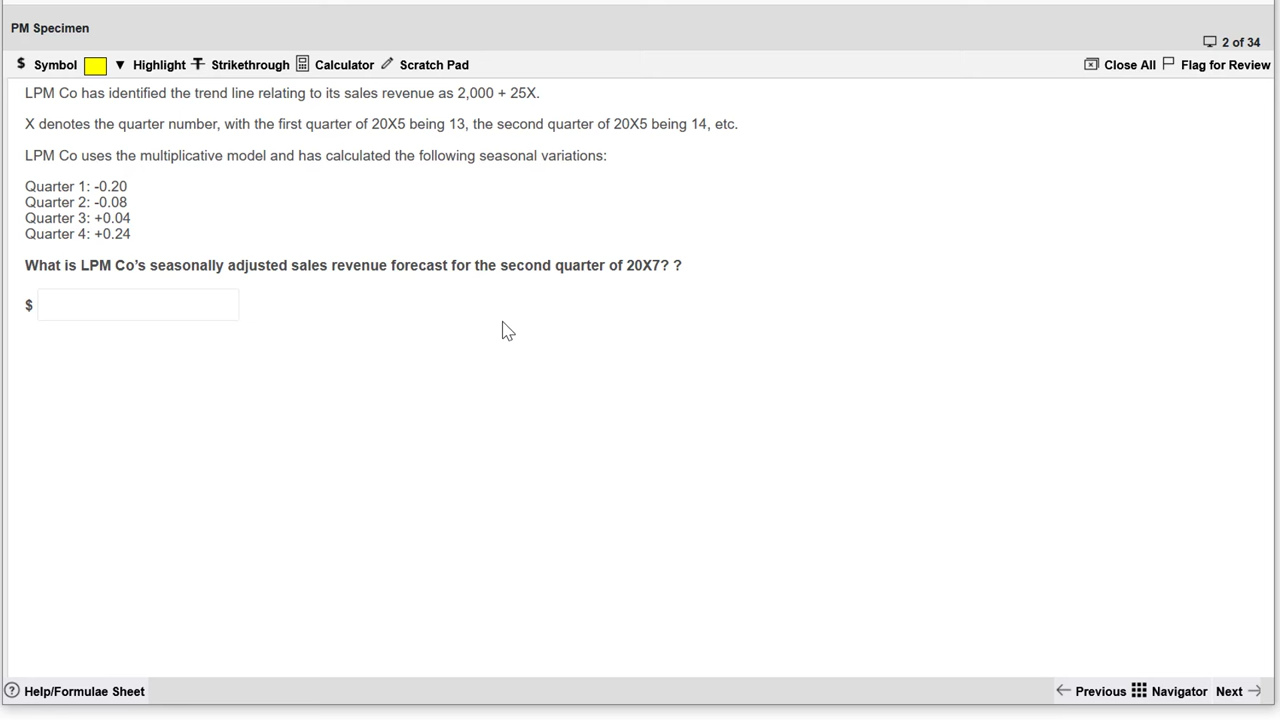 PM Specimen
2 of 34
$ Symbol Highlight Strikethrough Calculator Scratch Pad Close All Flag for Review
LPM Co has identified the trend line relating to its sales revenue as 2,000 + 25X.
X denotes the quarter number, with the first quarter of 20X5 being 13, the second quarter of 20X5 being 14, etc.
LPM Co uses the multiplicative model and has calculated the following seasonal variations:
Quarter 1: -0.20
Quarter 2: -0.08
Quarter 3: +0.04
Quarter 4: +0.24
What is LPM Co’s seasonally adjusted sales revenue forecast for the second quarter of 20X7? ?
$
? Help/Formulae Sheet Previous Navigator Next